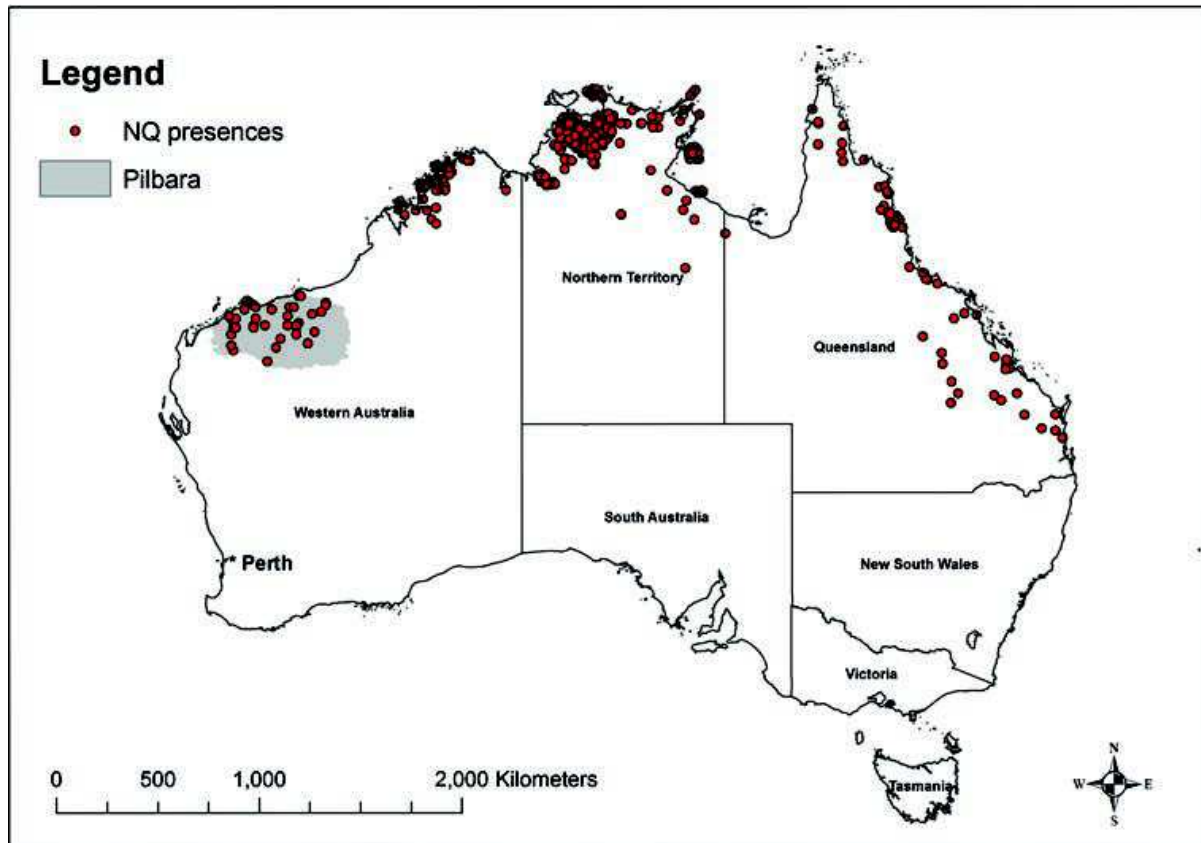 Legend
NQ presences
Pilbara
Northern Territory
Queensland
Western Australia
South Australia
* Perth
New South Wales
Victoria
Tasmania
0 500 1,000 2,000 Kilometers
N
W E
S